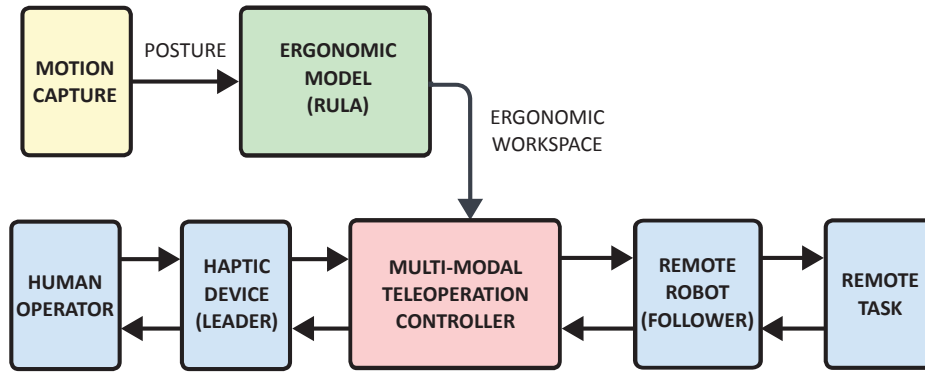 MOTION
CAPTURE
POSTURE
ERGONOMIC
MODEL
(RULA)
ERGONOMIC
WORKSPACE
HUMAN
OPERATOR
HAPTIC
DEVICE
(LEADER)
MULTI-MODAL
TELEOPERATION
CONTROLLER
REMOTE
ROBOT
(FOLLOWER)
REMOTE
TASK